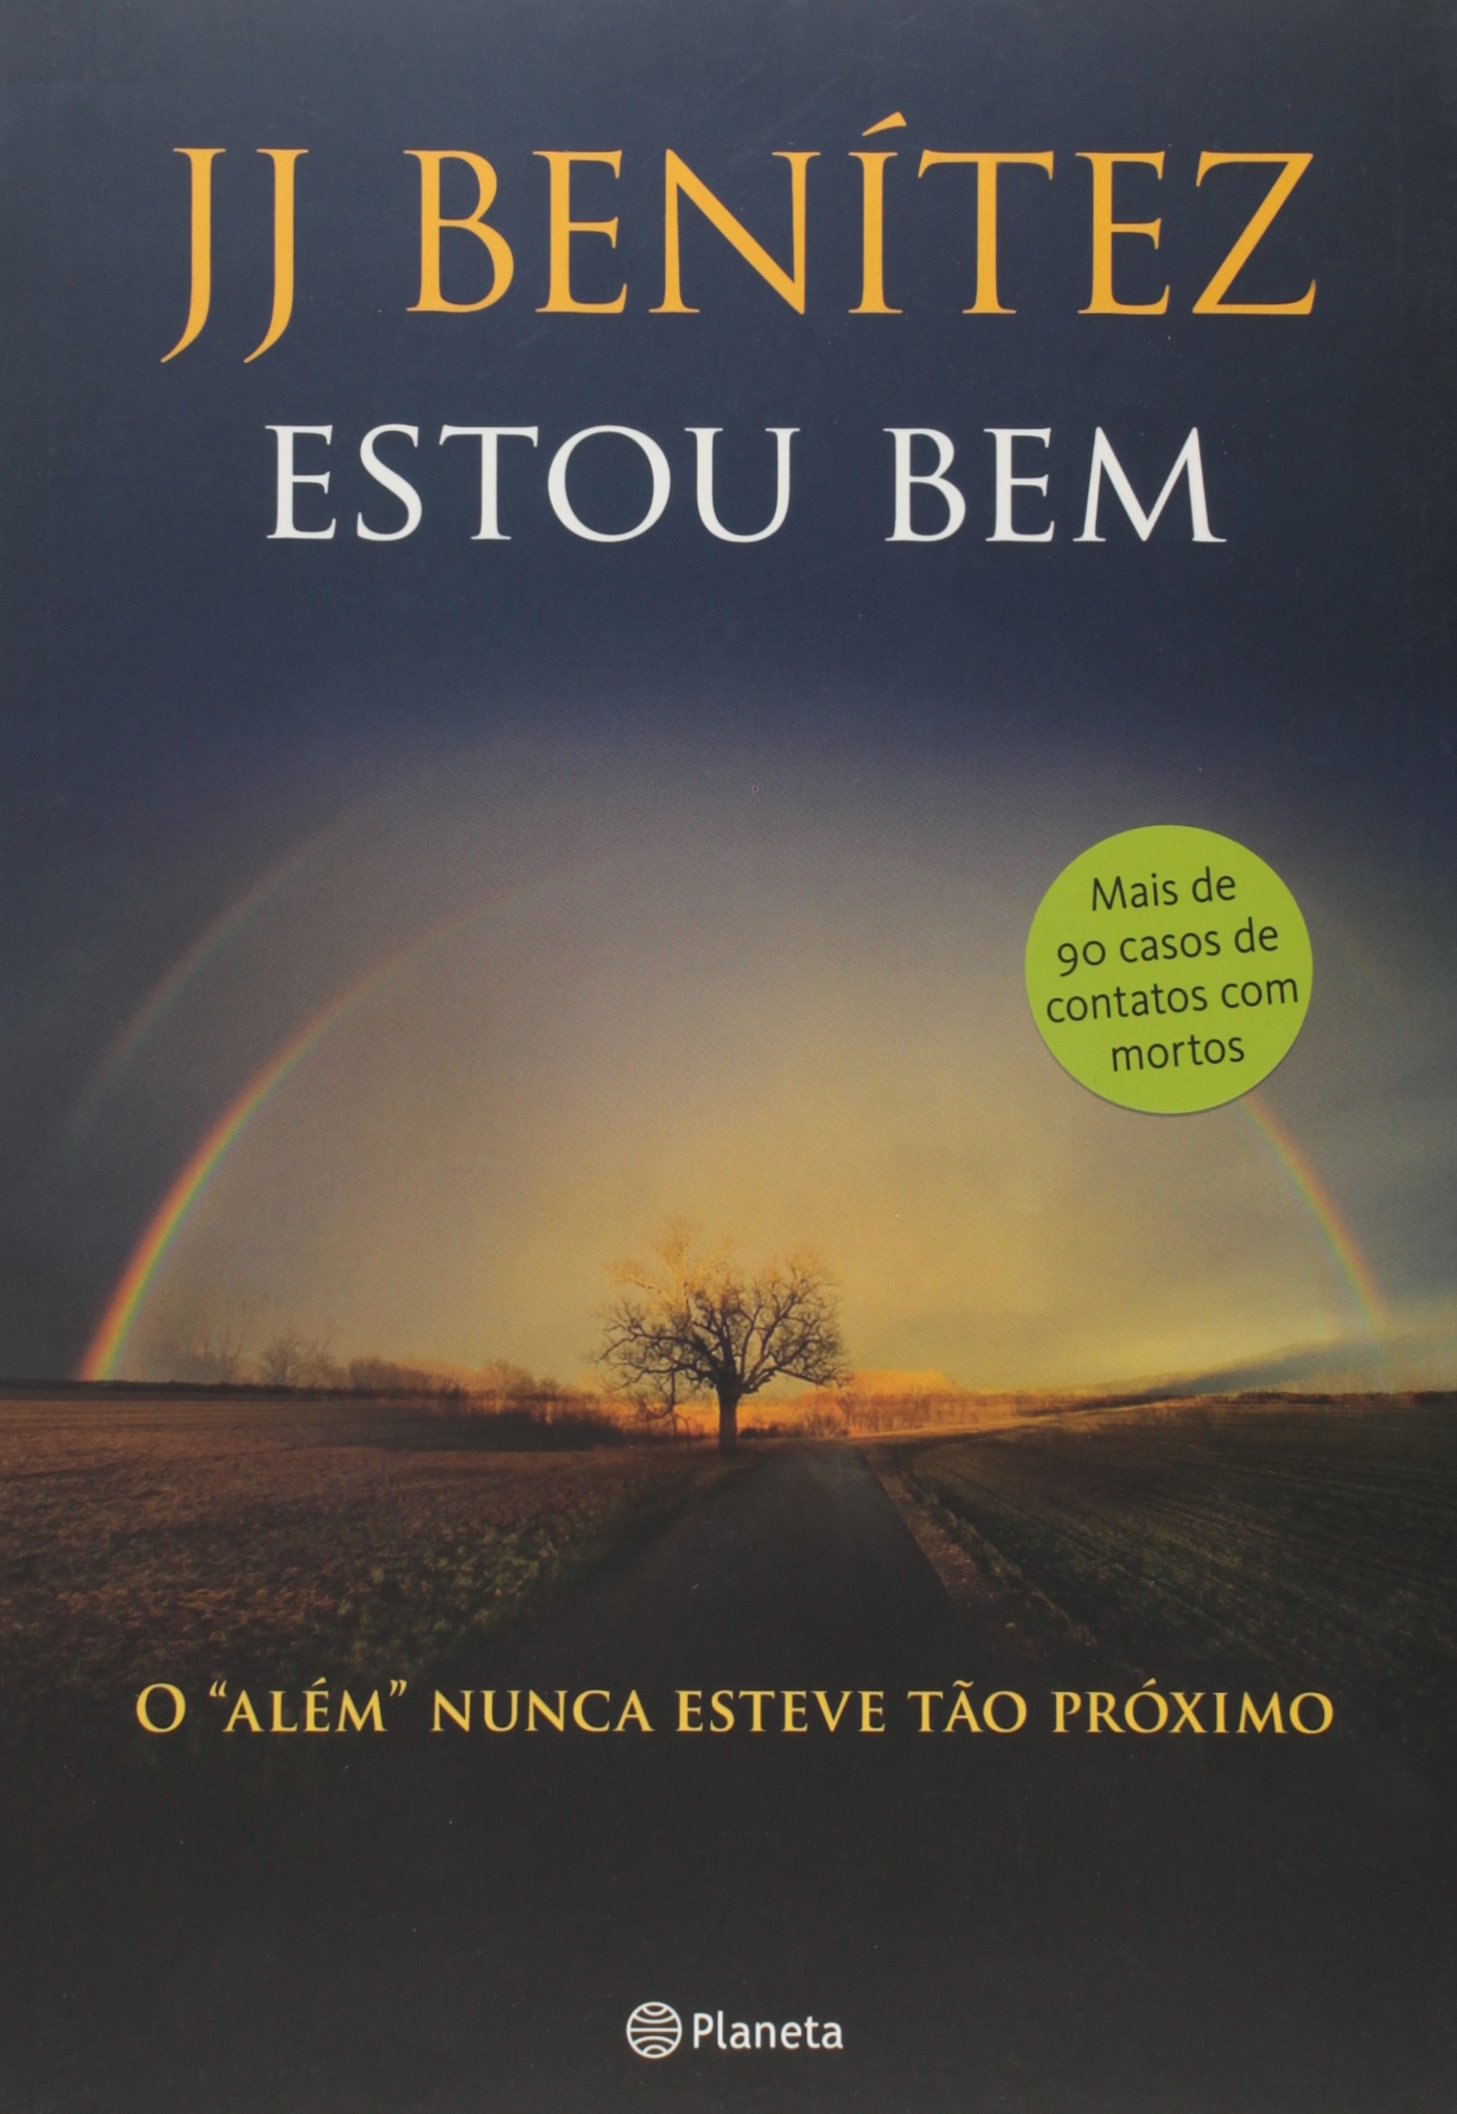 JJ BENÍTEZ
ESTOU BEM
Mais de
90 casos de
contatos com
mortos
O “ALÉM” NUNCA ESTEVE TÃO PRÓXIMO
Planeta